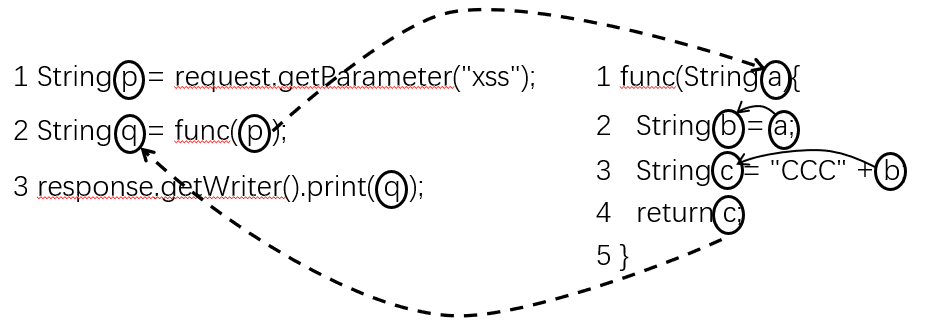 1 String p = request.getParameter("xss");
2 String q = func(p);
3 response.getWriter().print(q);
1 func(String a){
2 String b = a;
3 String c = "CCC" + b
4 return c;
5 }